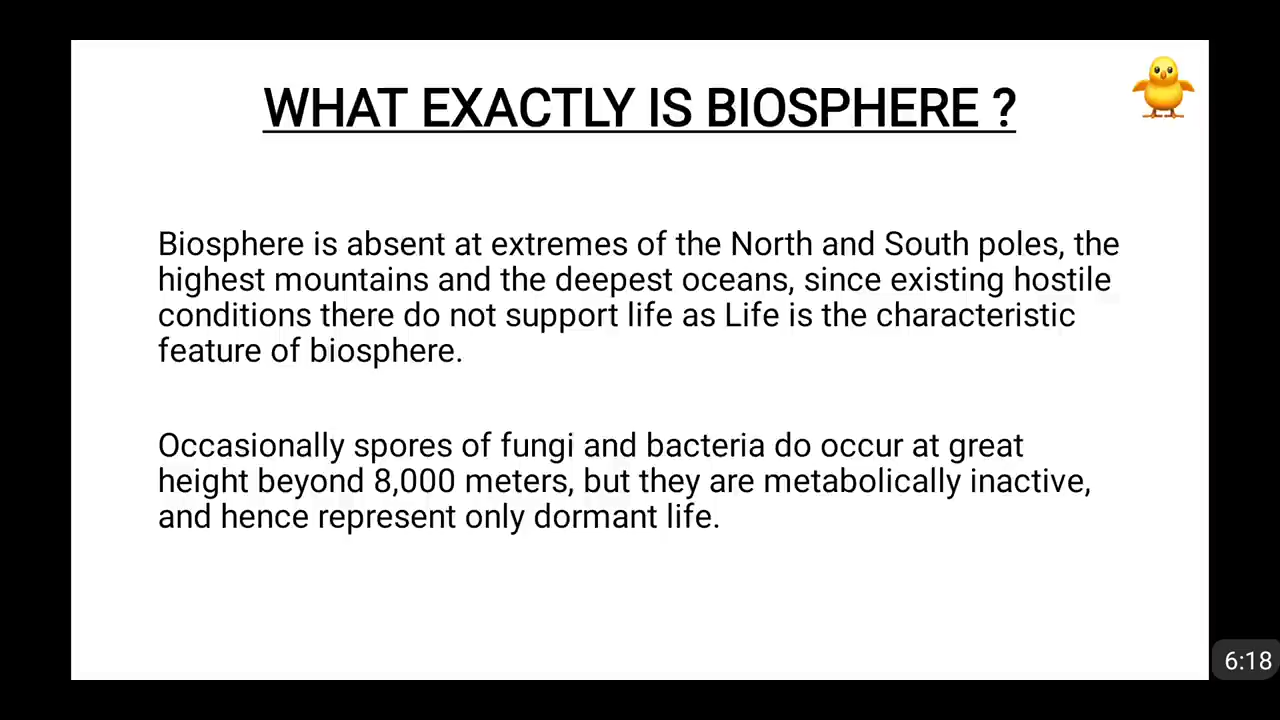 WHAT EXACTLY IS BIOSPHERE ?
Biosphere is absent at extremes of the North and South poles, the
highest mountains and the deepest oceans, since existing hostile
conditions there do not support life as Life is the characteristic
feature of biosphere.
Occasionally spores of fungi and bacteria do occur at great
height beyond 8,000 meters, but they are metabolically inactive,
and hence represent only dormant life.
6:18